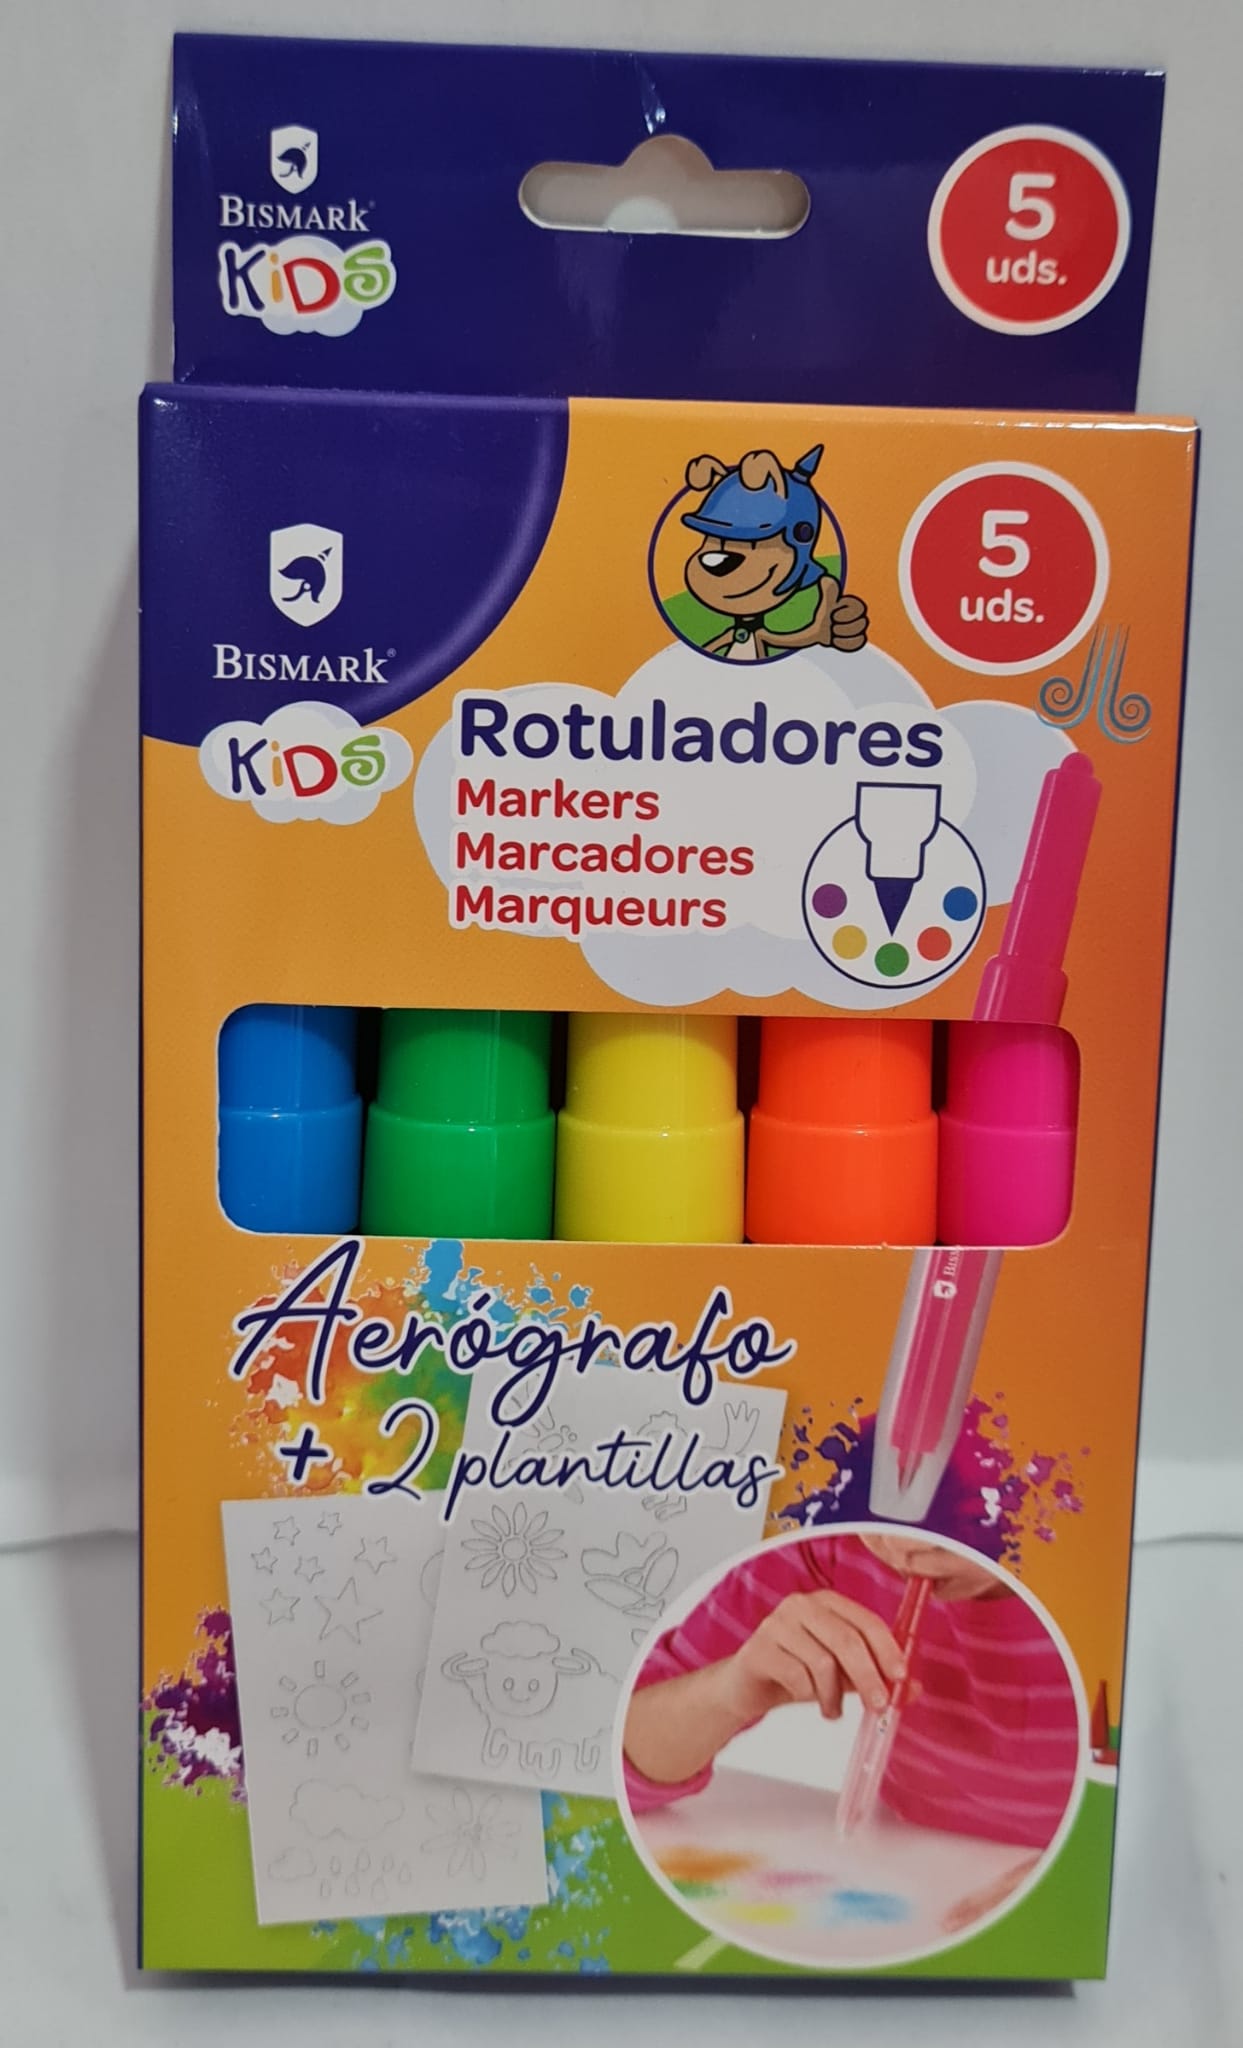 BISMARK®
KiDS
5
uds.
BISMARK®
KiDS
5
uds.
Rotuladores
Markers
Marcadores
Marqueurs
Aerógrafo
+ 2 plantillas